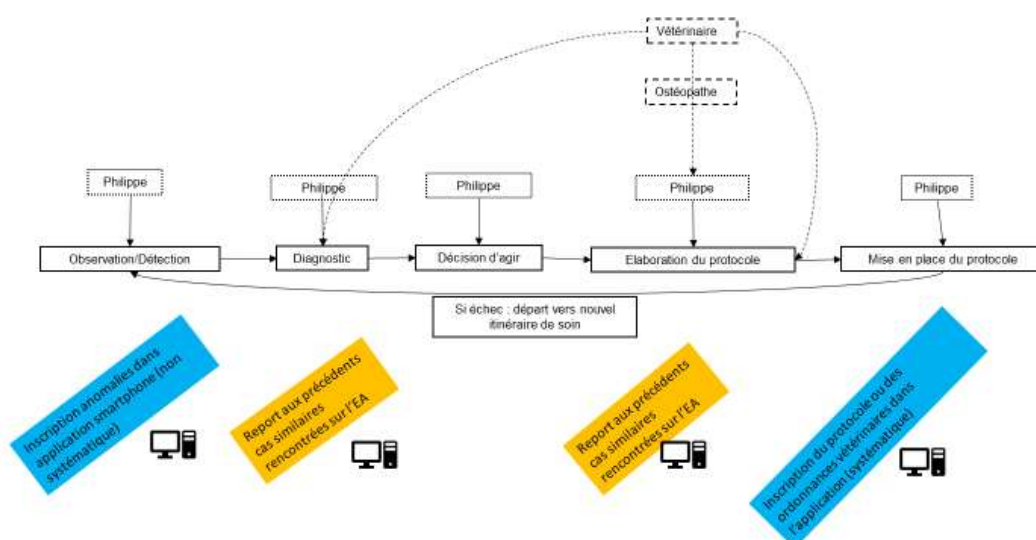 Vétérinaire
Ostéopathe
Philippe
Philippe
Philippe
Philippe
Philippe
Observation/Détection
Diagnostic
Décision d'agir
Elaboration du protocole
Mise en place du protocole
Si échec : départ vers nouvel
itinéraire de soin
Inscription anomalies dans
application smartphone (non
systématique)
Report aux précédents
cas similaires
rencontrées sur l'EA
Report aux précédents
cas similaires
rencontrées sur l'EA
Inscription du protocole ou des
ordonnances vétérinaires dans
l'application (systématique)